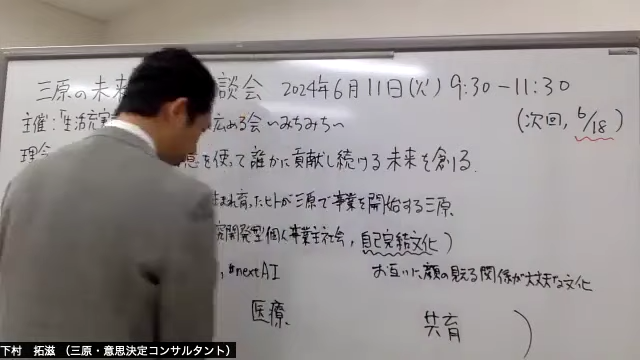 三原の未来 談会 2024年6月11日(火) 9:30-11:30
主催:「生活充実 広める会 〜みちみち〜 (次回, 6/18)
理念 を使って誰かに貢献し続ける未来を創る.
まれ育ったヒトが三原で事業を開始する三原.
開発型個人事業主社会, 自己完結文化)
, #nextAI お互いに顔の見える関係が大丈夫な文化
医療 共育 )
下村 拓滋 (三原・意思決定コンサルタント)